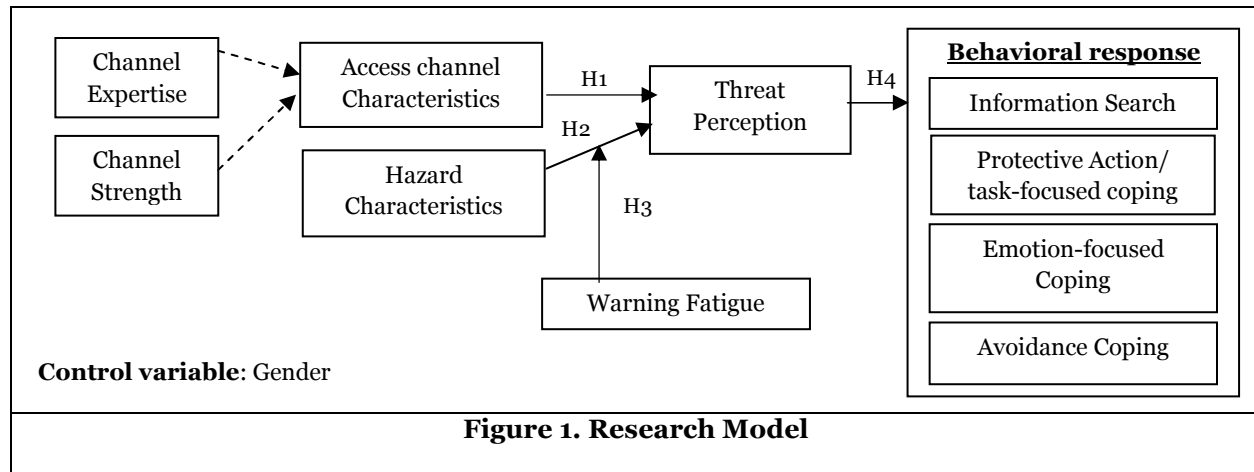 Channel
Expertise
Channel
Strength
Access channel
Characteristics
Hazard
Characteristics
H1
H2
H3
Warning Fatigue
Threat
Perception
H4
Behavioral response
Information Search
Protective Action/
task-focused coping
Emotion-focused
Coping
Avoidance Coping
Control variable: Gender
Figure 1. Research Model